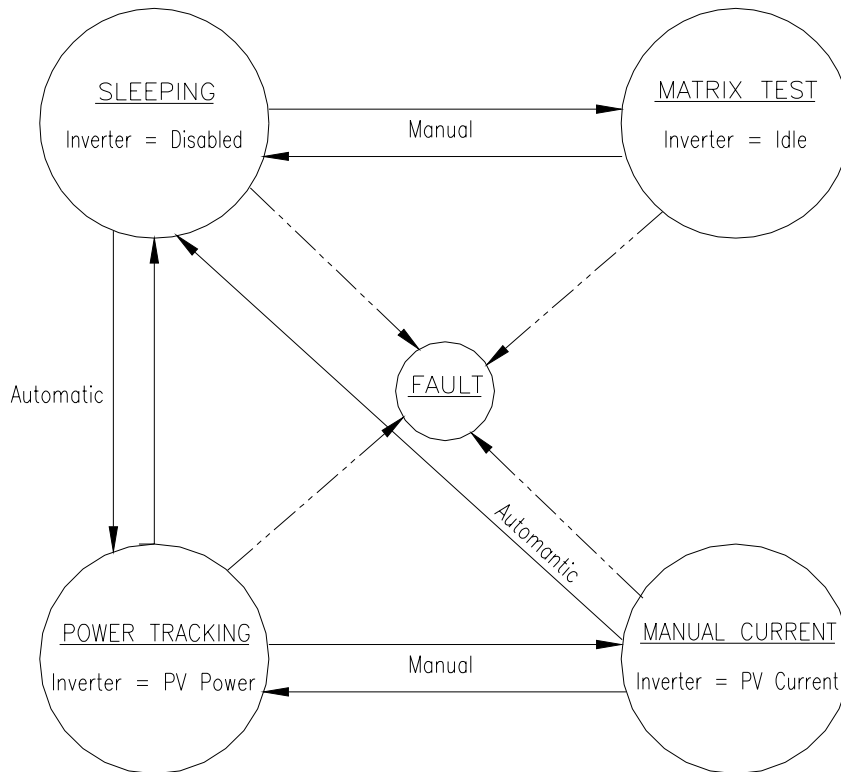 SLEEPING
Inverter = Disabled
MATRIX TEST
Inverter = Idle
Manual
FAULT
Automatic
Automantic
POWER TRACKING
Inverter = PV Power
Manual
MANUAL CURRENT
Inverter = PV Current